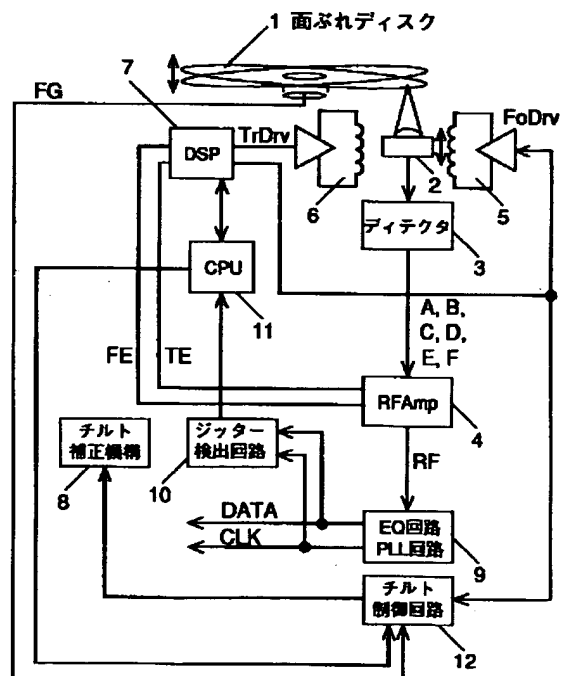 1 面ぶれディスク
7
FG
TrDrv
FoDrv
DSP
2
6
5
ディテクタ
3
CPU
11
A, B,
C, D,
E, F
FE
TE
RFAmp
4
チルト
補正機構
8
ジッター
検出回路
10
RF
DATA
CLK
EQ回路
PLL回路
9
チルト
制御回路
12